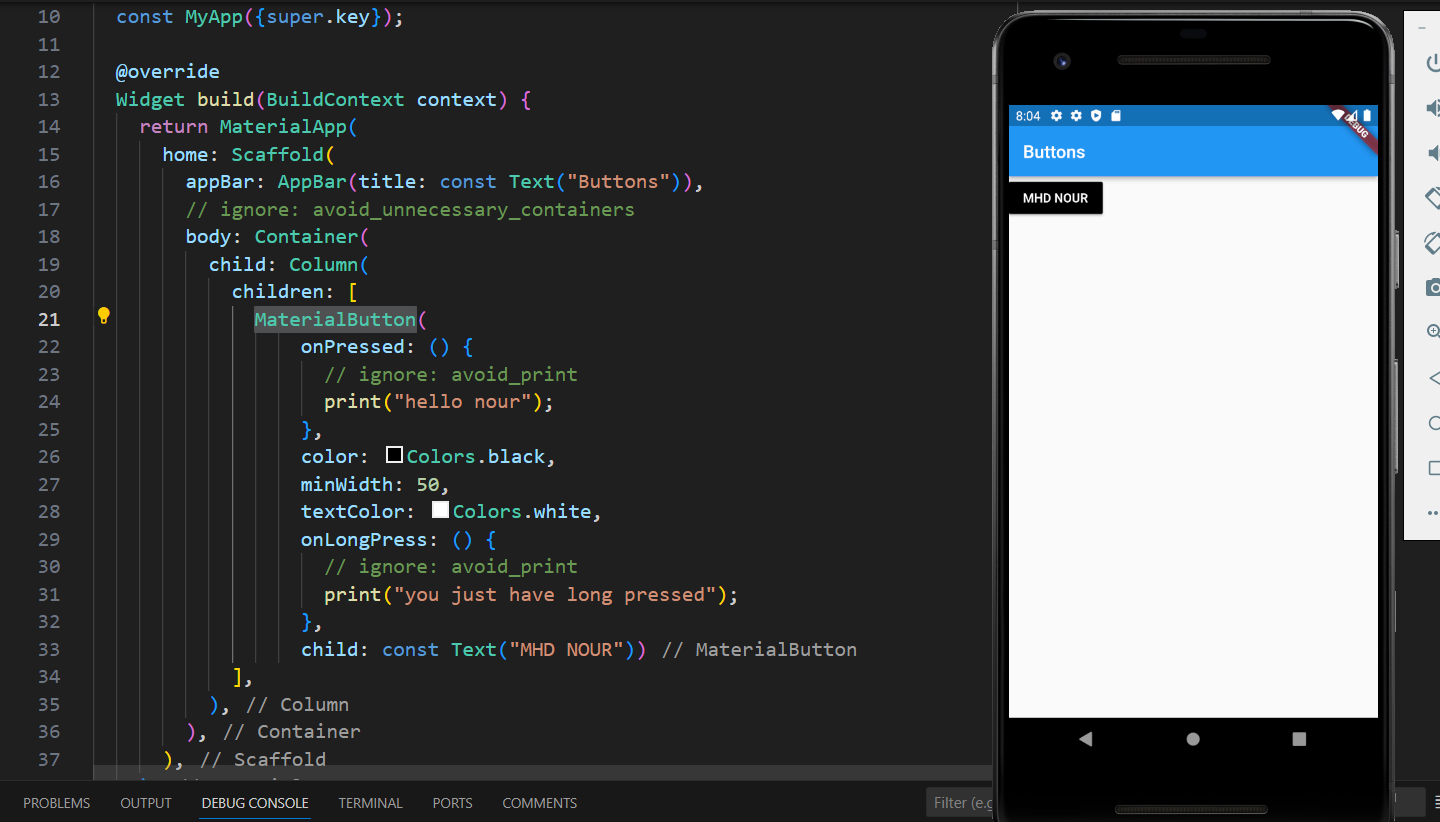 10 const MyApp({super.key});
11
12 @override
13 Widget build(BuildContext context) {
14 return MaterialApp(
15 home: Scaffold(
16 appBar: AppBar(title: const Text("Buttons")),
17 // ignore: avoid_unnecessary_containers
18 body: Container(
19 child: Column(
20 children: [
21 MaterialButton(
22 onPressed: () {
23 // ignore: avoid_print
24 print("hello nour");
25 },
26 color: Colors.black,
27 minWidth: 50,
28 textColor: Colors.white,
29 onLongPress: () {
30 // ignore: avoid_print
31 print("you just have long pressed");
32 },
33 child: const Text("MHD NOUR")) // MaterialButton
34 ],
35 ), // Column
36 ), // Container
37 ), // Scaffold
PROBLEMS OUTPUT DEBUG CONSOLE TERMINAL PORTS COMMENTS Filter (e.g
8:04
DEBUG
Buttons
MHD NOUR